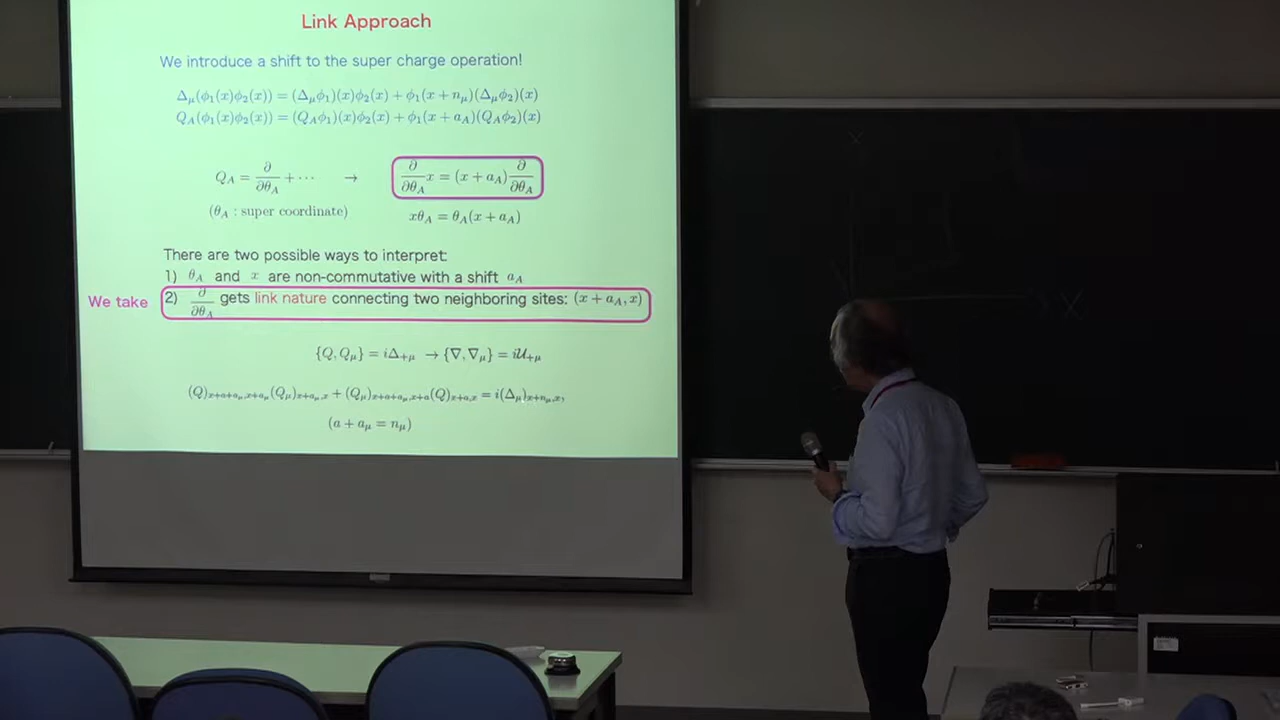 Link Approach
We introduce a shift to the super charge operation!
Δ_μ(ϕ_1(x)ϕ_2(x)) = (Δ_μϕ_1)(x)ϕ_2(x) + ϕ_1(x + n_μ)(Δ_μϕ_2)(x)
Q_A(ϕ_1(x)ϕ_2(x)) = (Q_Aϕ_1)(x)ϕ_2(x) + ϕ_1(x + a_A)(Q_Aϕ_2)(x)
Q_A = ∂/∂θ_A + ⋯ → ∂/∂θ_A x = (x + a_A) ∂/∂θ_A
(θ_A : super coordinate) xθ_A = θ_A(x + a_A)
There are two possible ways to interpret:
1) θ_A and x are non-commutative with a shift a_A
We take 2) ∂/∂θ_A gets link nature connecting two neighboring sites: (x + a_A, x)
{Q, Q_μ} = iΔ_{+μ} → {∇, ∇_μ} = i𝒰_{+μ}
(Q)_{x+a+a_μ,x+a_μ}(Q_μ)_{x+a_μ,x} + (Q_μ)_{x+a+a_μ,x+a}(Q)_{x+a,x} = i(Δ_μ)_{x+n_μ,x},
(a + a_μ = n_μ)